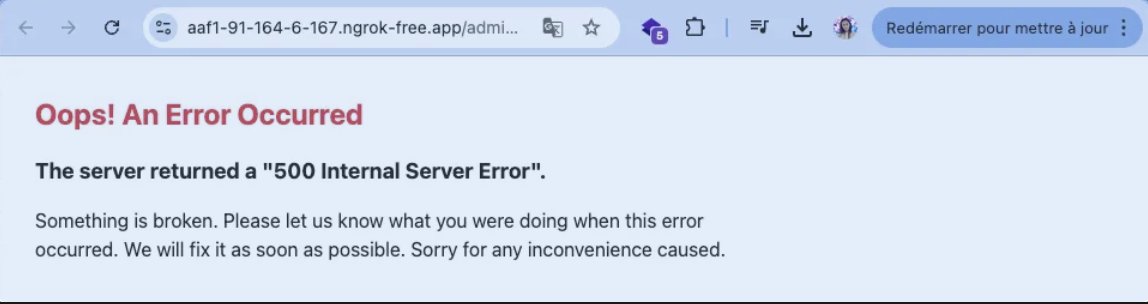 aaf1-91-164-6-167.ngrok-free.app/admi...
5
Redémarrer pour mettre à jour
Oops! An Error Occurred
The server returned a "500 Internal Server Error".
Something is broken. Please let us know what you were doing when this error
occurred. We will fix it as soon as possible. Sorry for any inconvenience caused.